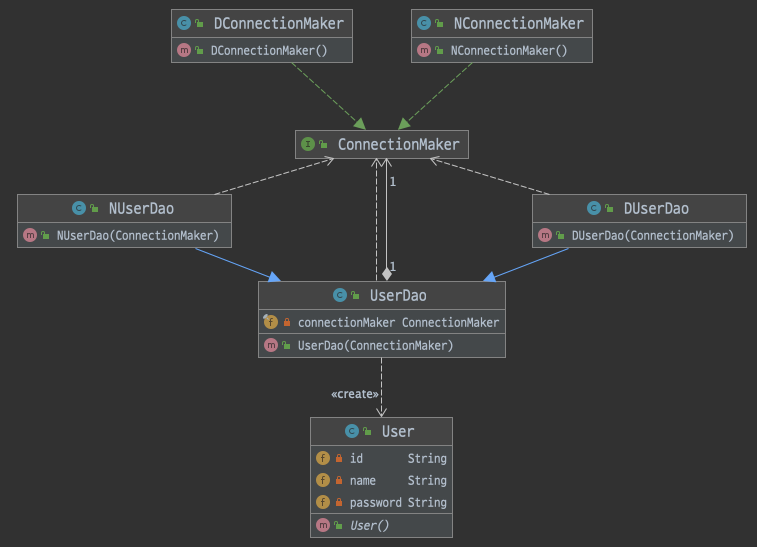 DConnectionMaker
DConnectionMaker()
NConnectionMaker
NConnectionMaker()
ConnectionMaker
NUserDao
NUserDao(ConnectionMaker)
DUserDao
DUserDao(ConnectionMaker)
1
1
UserDao
connectionMaker ConnectionMaker
UserDao(ConnectionMaker)
«create»
User
id String
name String
password String
User()